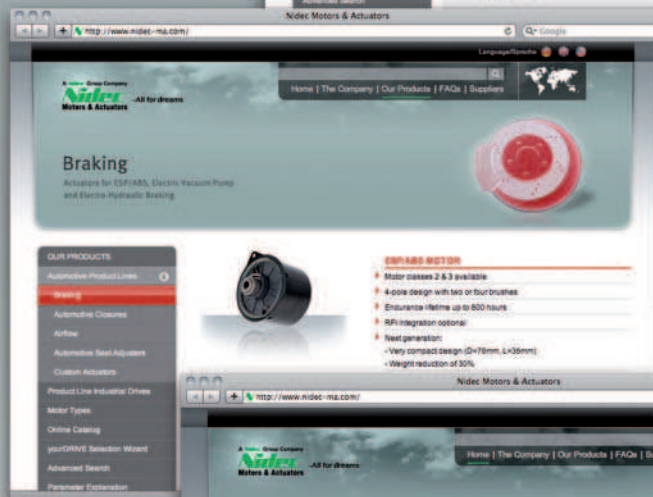 Advanced Search
Nidec Motors & Actuators
http://www.nidec-ma.com/
Google
Language/Sprache
A Nidec Group Company
Nidec
Motors & Actuators
-All for dreams
Home | The Company | Our Products | FAQs | Suppliers
Braking
Actuators for ESP/ABS, Electric Vacuum Pump
and Electro-Hydraulic Braking
OUR PRODUCTS
Automotive Product Lines
Braking
Automotive Closures
Airflow
Automotive Seat Adjusters
Custom Actuators
Product Line Industrial Drives
Motor Types
Online Catalog
yourDRIVE Selection Wizard
Advanced Search
Parameter Explanation
ESP/ABS MOTOR
Motor classes 2 & 3 available
4-pole design with two or four brushes
Endurance lifetime up to 800 hours
RFI integration optional
Next generation:
- Very compact design (D=76mm, L=36mm)
- Weight reduction of 30%
Nidec Motors & Actuators
http://www.nidec-ma.com/
A Nidec Group Company
Nidec
Motors & Actuators
-All for dreams
Home | The Company | Our Products | FAQs |